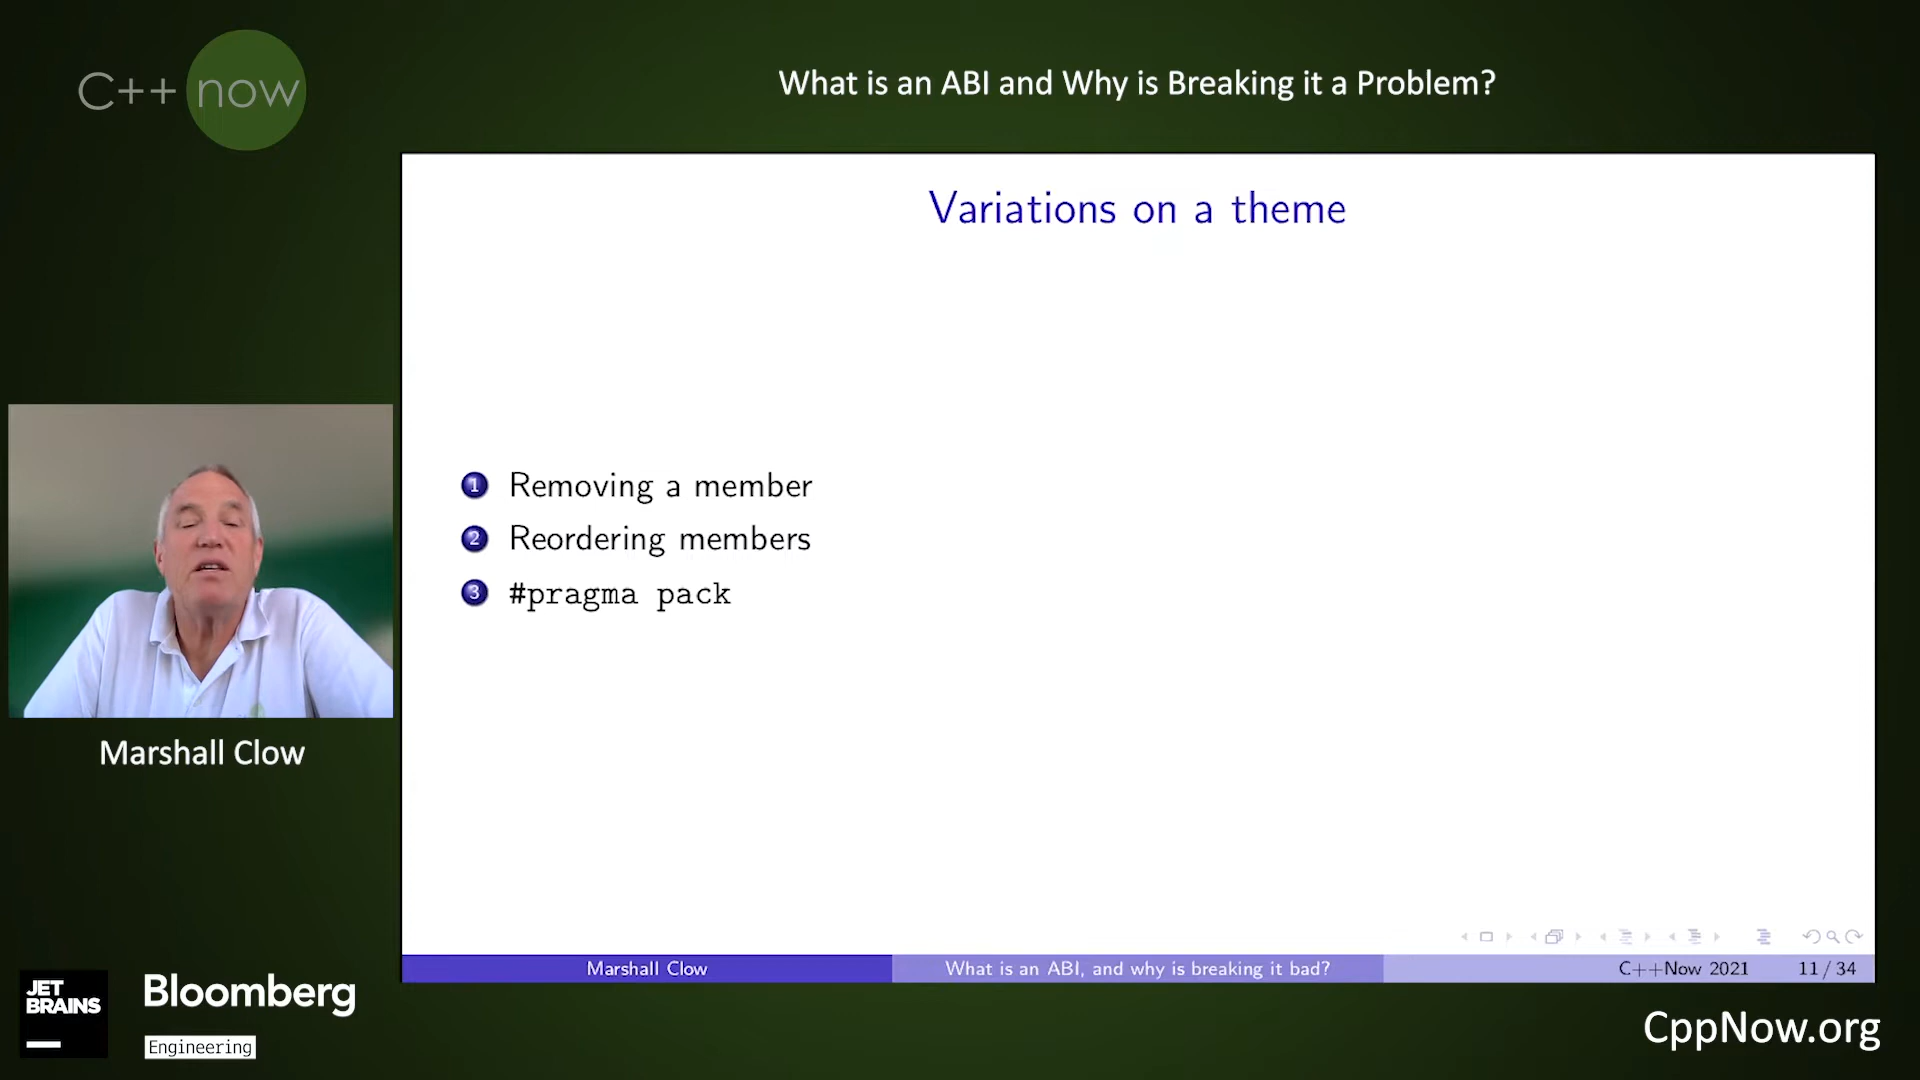 C++ now
What is an ABI and Why is Breaking it a Problem?
Variations on a theme
1 Removing a member
2 Reordering members
3 #pragma pack
Marshall Clow
Marshall Clow
What is an ABI, and why is breaking it bad?
C++Now 2021
11 / 34
JET
BRAINS
Bloomberg
Engineering
CppNow.org